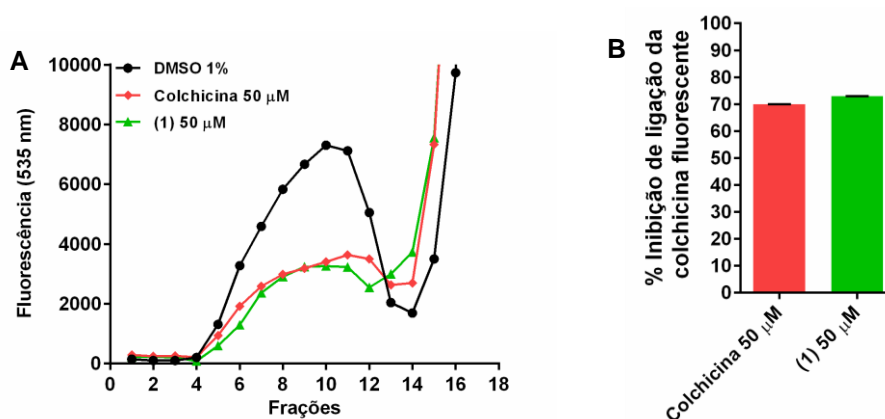 A
Fluorescência (535 nm)
10000
8000
6000
4000
2000
0
DMSO 1%
Colchicina 50 μM
(1) 50 μM
0 2 4 6 8 10 12 14 16 18
Frações
B
% Inibição de ligação da
colchicina fluorescente
100
90
80
70
60
50
40
30
20
10
0
Colchicina 50 μM
(1) 50 μM